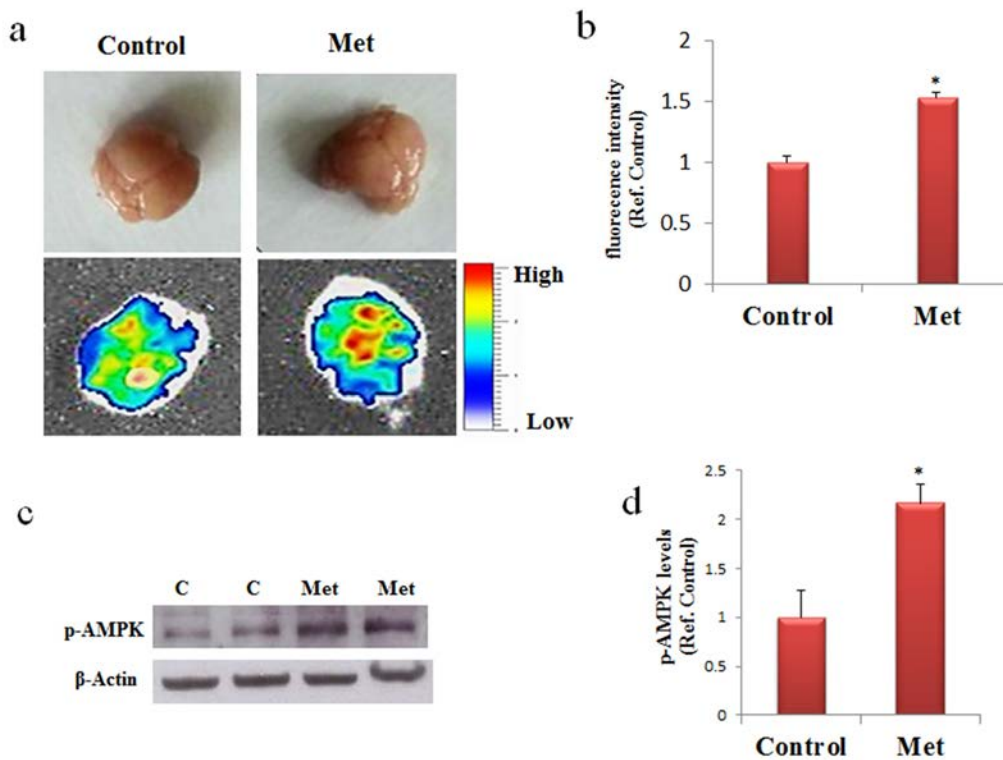 a
Control
Met
High
Low
b
fluorecence intensity
(Ref. Control)
2
1.5
1
0.5
0
*
Control
Met
c
C
C
Met
Met
p-AMPK
β-Actin
d
p-AMPK levels
(Ref. Control)
2.5
2
1.5
1
0.5
0
*
Control
Met